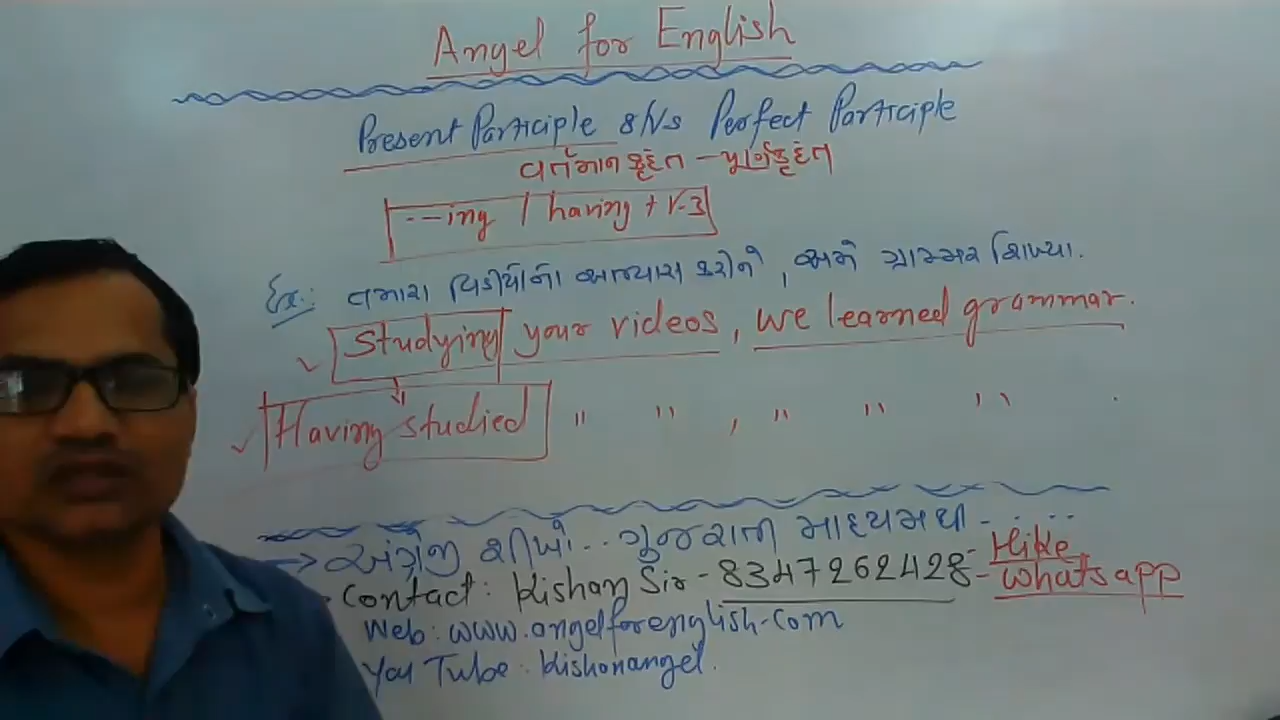 Angel for English
Present Participle &/Vs Perfect Participle
વર્તમાન કૃદંત - પૂર્ણકૃદંત
---ing / having + V-3
Ex.: તમારા વિડીયોનો અભ્યાસ કરીને, અમે ગ્રામ્મર શિખ્યા.
Studying your videos, we learned grammar.
Having studied " " , " " " .
→ અંગ્રેજી શીખો.. ગુજરાતી માધ્યમથી - ....
Contact: Kishan Sir - 8347262428 - Hike
- Whatsapp
Web: www.angelforenglish.com
You Tube: Kishanangel.